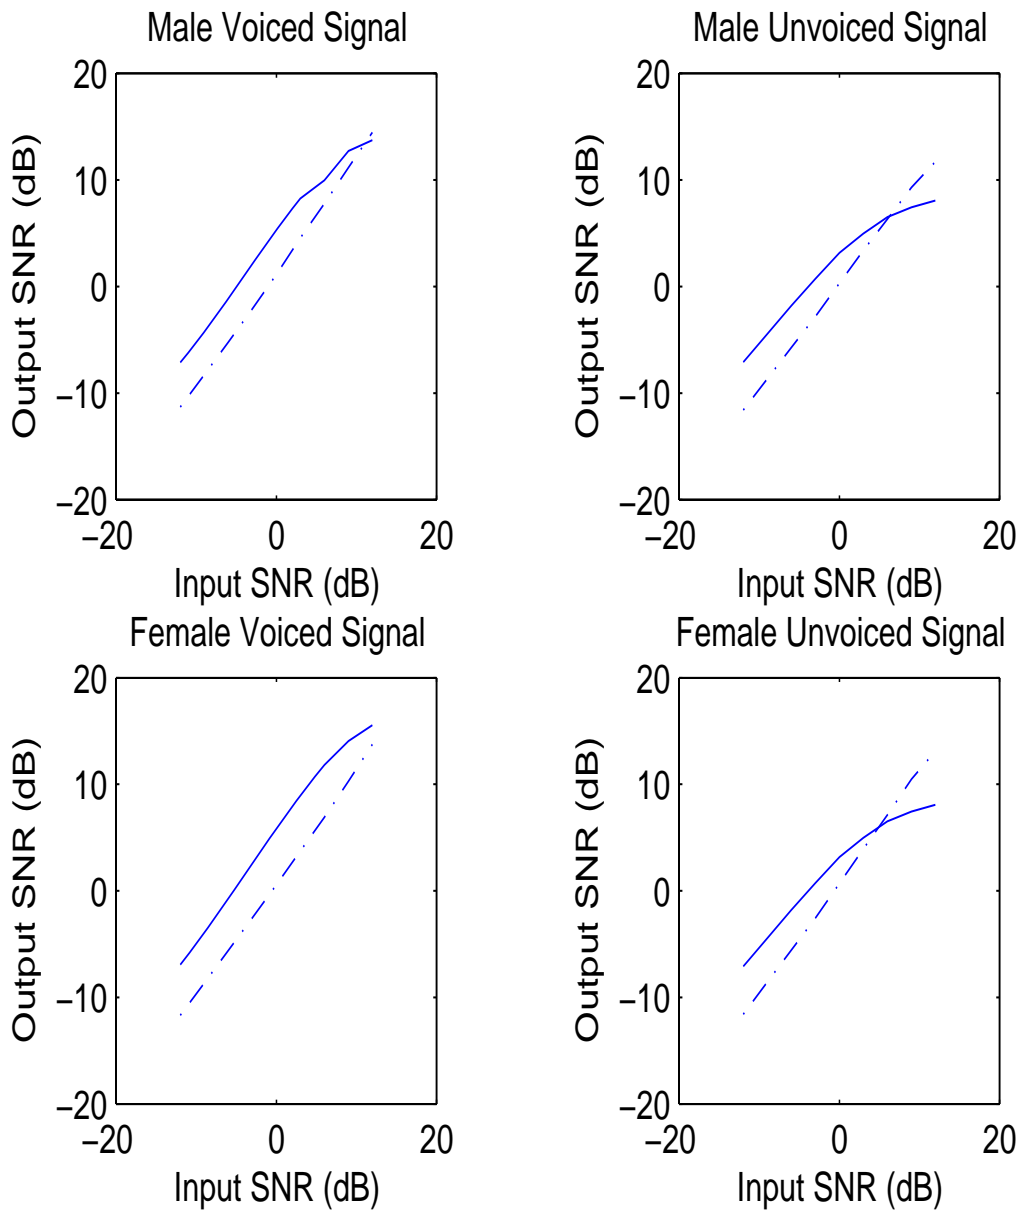 Male Voiced Signal
Output SNR (dB)
20
10
0
−10
−20
−20 0 20
Input SNR (dB)
Male Unvoiced Signal
Output SNR (dB)
20
10
0
−10
−20
−20 0 20
Input SNR (dB)
Female Voiced Signal
Output SNR (dB)
20
10
0
−10
−20
−20 0 20
Input SNR (dB)
Female Unvoiced Signal
Output SNR (dB)
20
10
0
−10
−20
−20 0 20
Input SNR (dB)